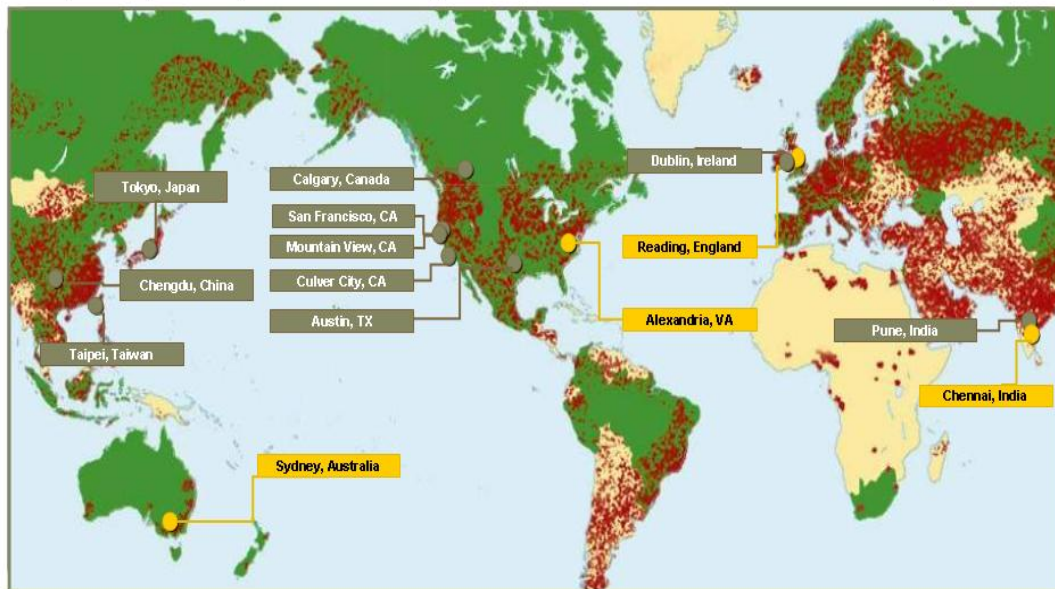 Dublin, Ireland
Tokyo, Japan
Calgary, Canada
San Francisco, CA
Mountain View, CA
Reading, England
Culver City, CA
Chengdu, China
Austin, TX
Alexandria, VA
Pune, India
Taipei, Taiwan
Chennai, India
Sydney, Australia